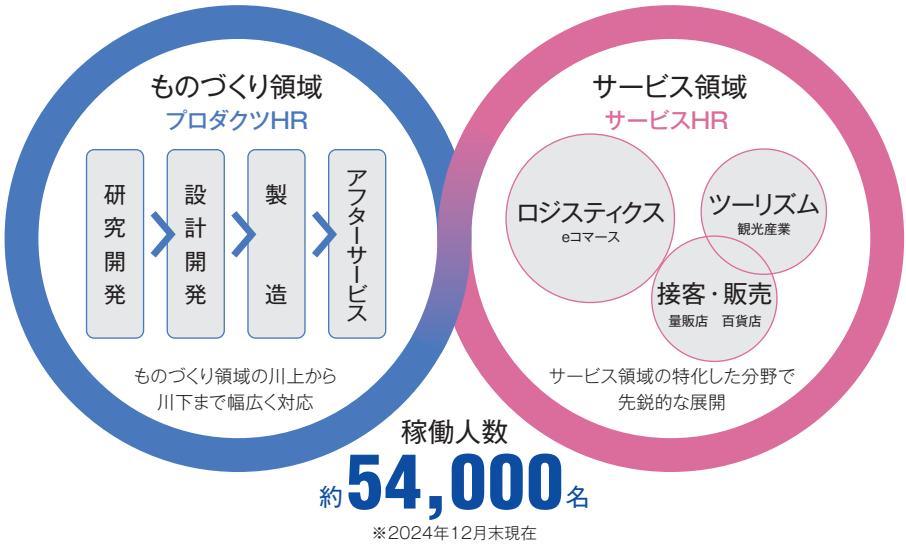 ものづくり領域
プロダクツHR
研究開発
設計開発
製造
アフターサービス
ものづくり領域の川上から
川下まで幅広く対応
サービス領域
サービスHR
ロジスティクス
eコマース
ツーリズム
観光産業
接客・販売
量販店 百貨店
サービス領域の特化した分野で
先鋭的な展開
稼働人数
約54,000名
※2024年12月末現在